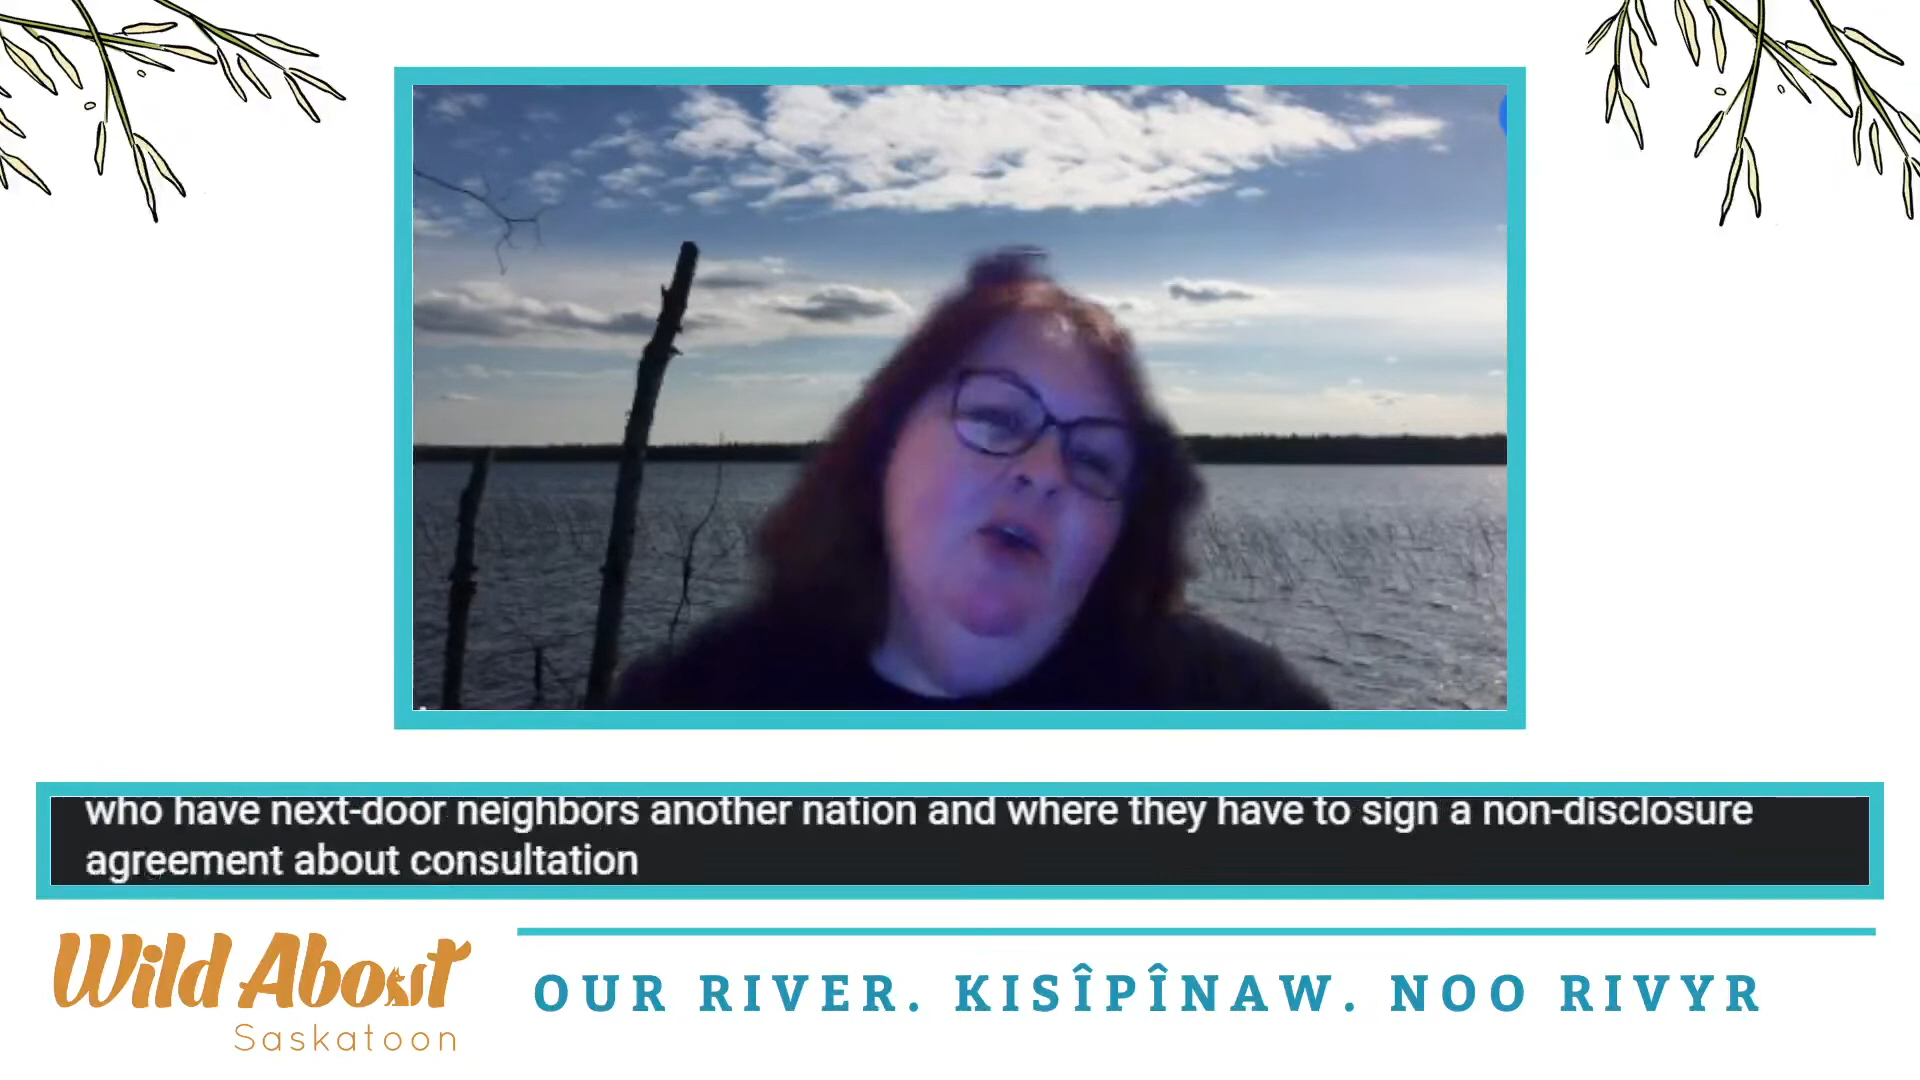 who have next-door neighbors another nation and where they have to sign a non-disclosure
agreement about consultation
Wild About
Saskatoon
OUR RIVER. KISÎPÎNAW. NOO RIVYR